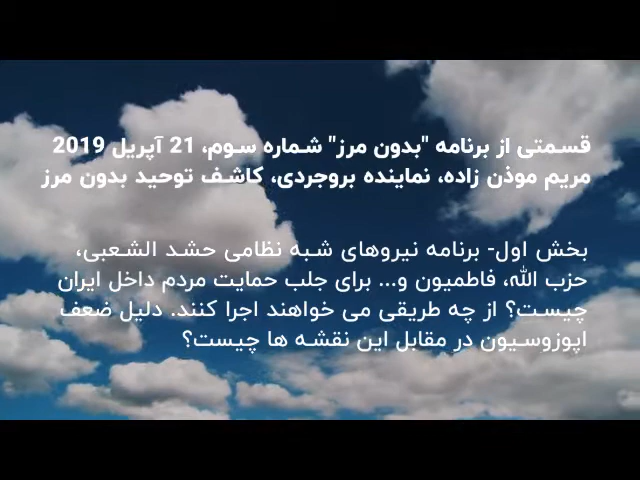 قسمتی از برنامه "بدون مرز" شماره سوم، 21 آپریل 2019
مریم موذن زاده، نماینده بروجردی، کاشف توحید بدون مرز
بخش اول- برنامه نیروهای شبه نظامی حشد الشعبی،
حزب الله، فاطمیون و... برای جلب حمایت مردم داخل ایران
چیست؟ از چه طریقی می خواهند اجرا کنند. دلیل ضعف
اپوزوسیون در مقابل این نقشه ها چیست؟